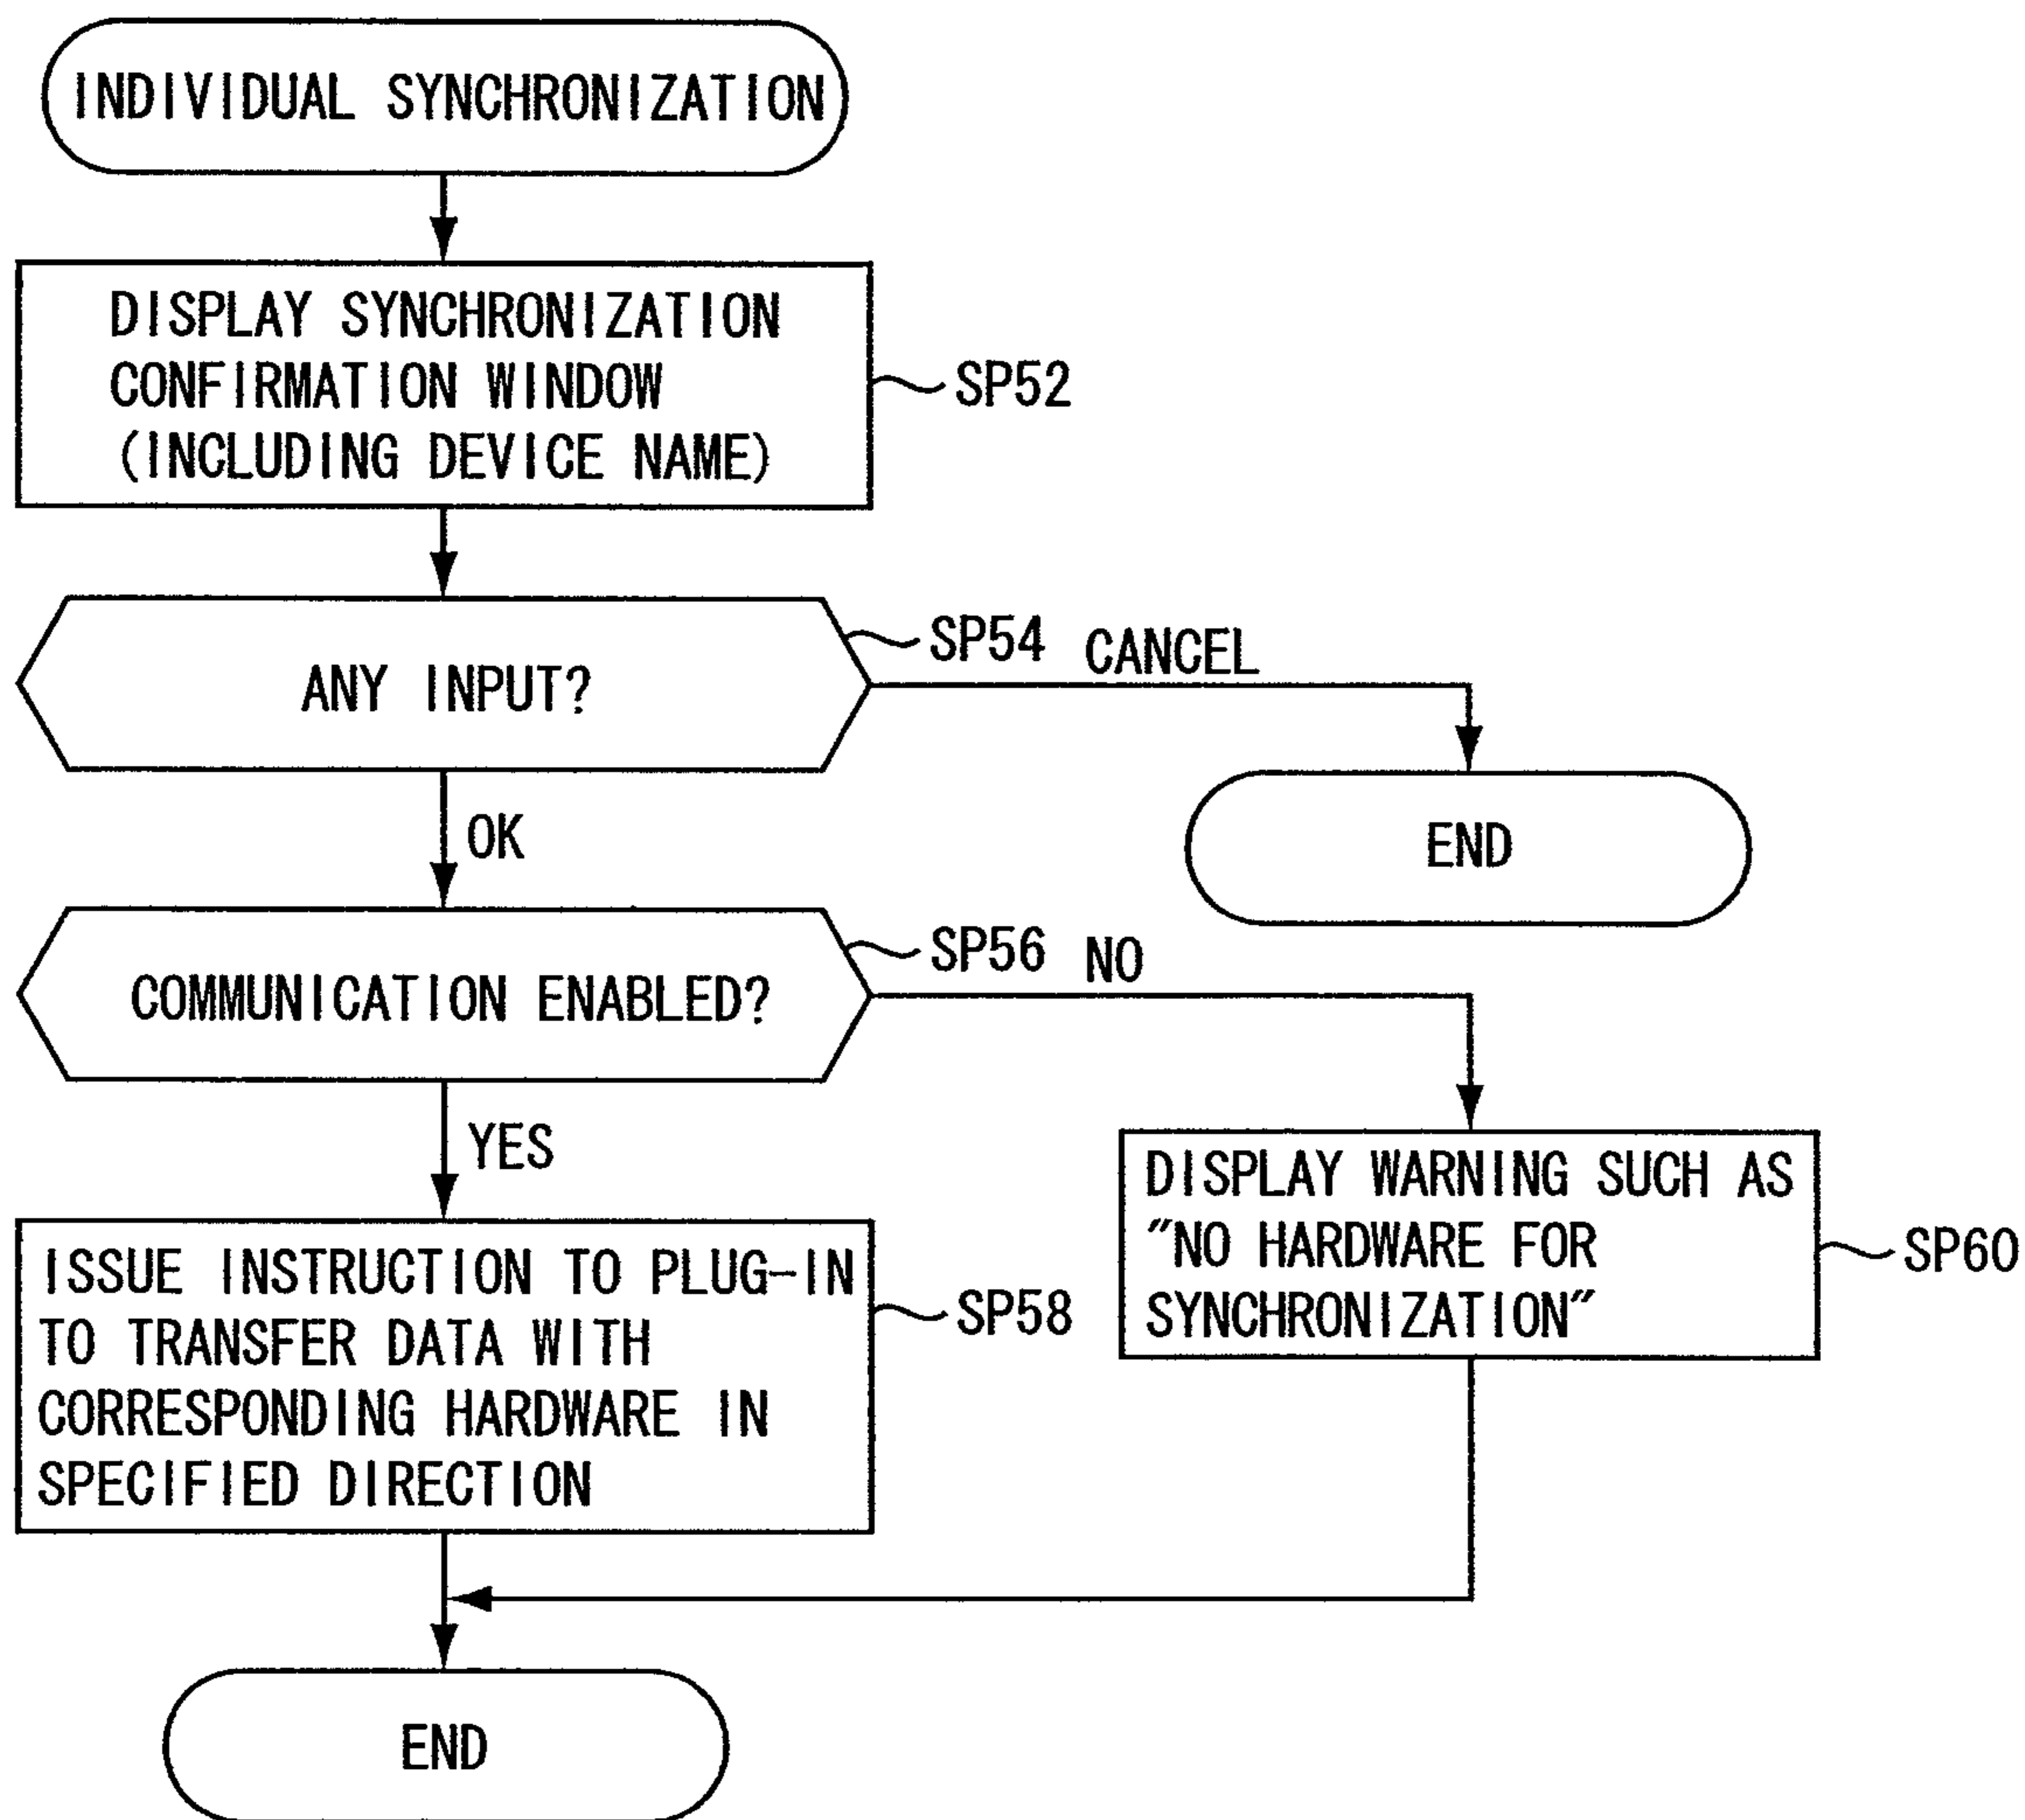 INDIVIDUAL SYNCHRONIZATION
DISPLAY SYNCHRONIZATION
CONFIRMATION WINDOW
(INCLUDING DEVICE NAME)
SP52
ANY INPUT?
SP54
CANCEL
END
OK
COMMUNICATION ENABLED?
SP56
NO
YES
DISPLAY WARNING SUCH AS
"NO HARDWARE FOR
SYNCHRONIZATION"
SP60
ISSUE INSTRUCTION TO PLUG-IN
TO TRANSFER DATA WITH
CORRESPONDING HARDWARE IN
SPECIFIED DIRECTION
SP58
END